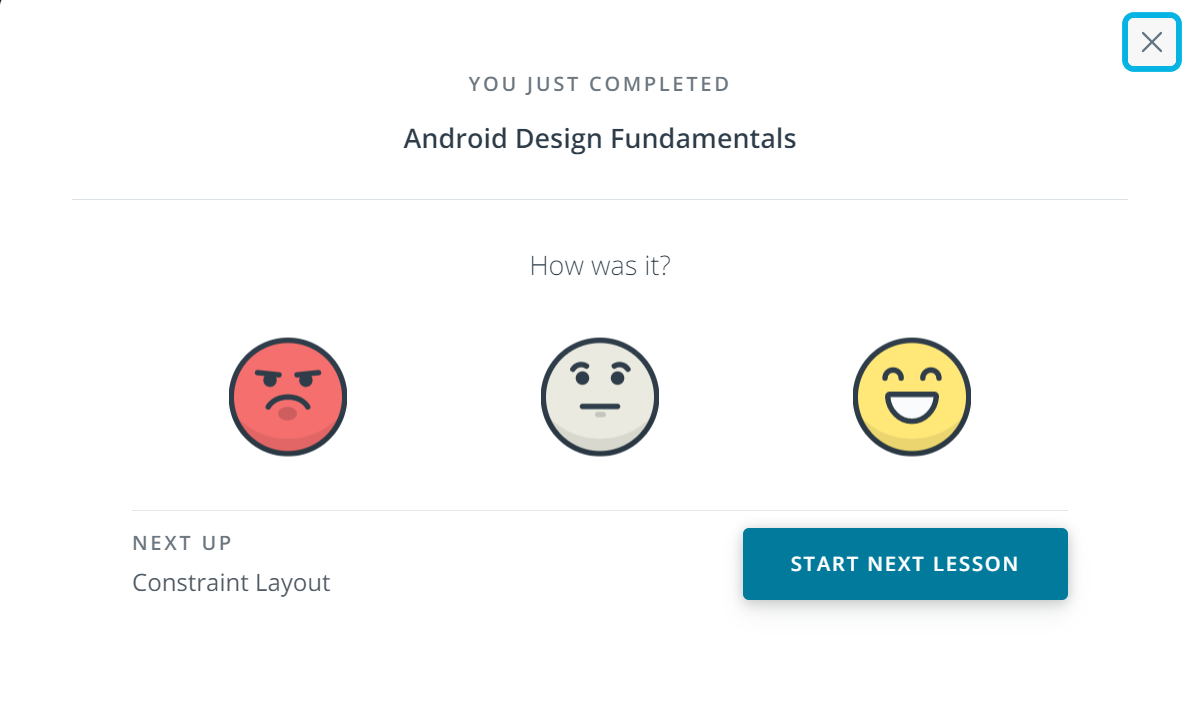 YOU JUST COMPLETED
Android Design Fundamentals
How was it?
NEXT UP
Constraint Layout
START NEXT LESSON